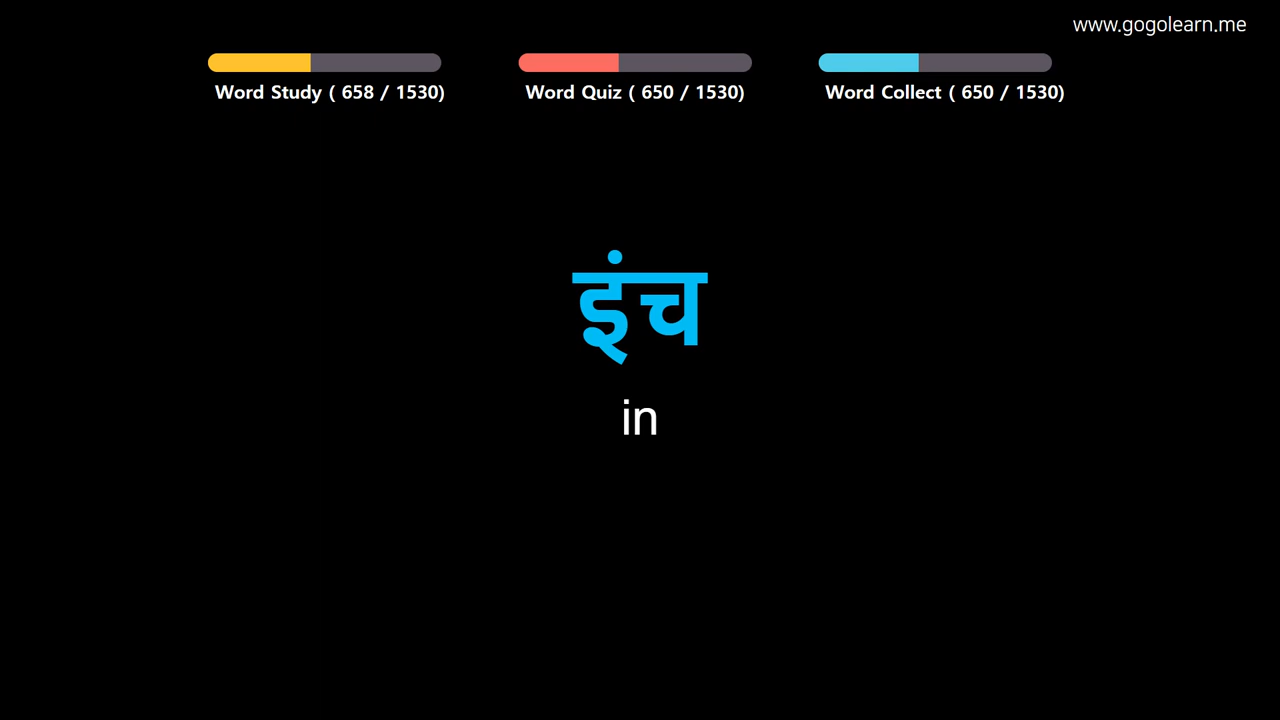 www.gogolearn.me
Word Study ( 658 / 1530)
Word Quiz ( 650 / 1530)
Word Collect ( 650 / 1530)
इंच
in